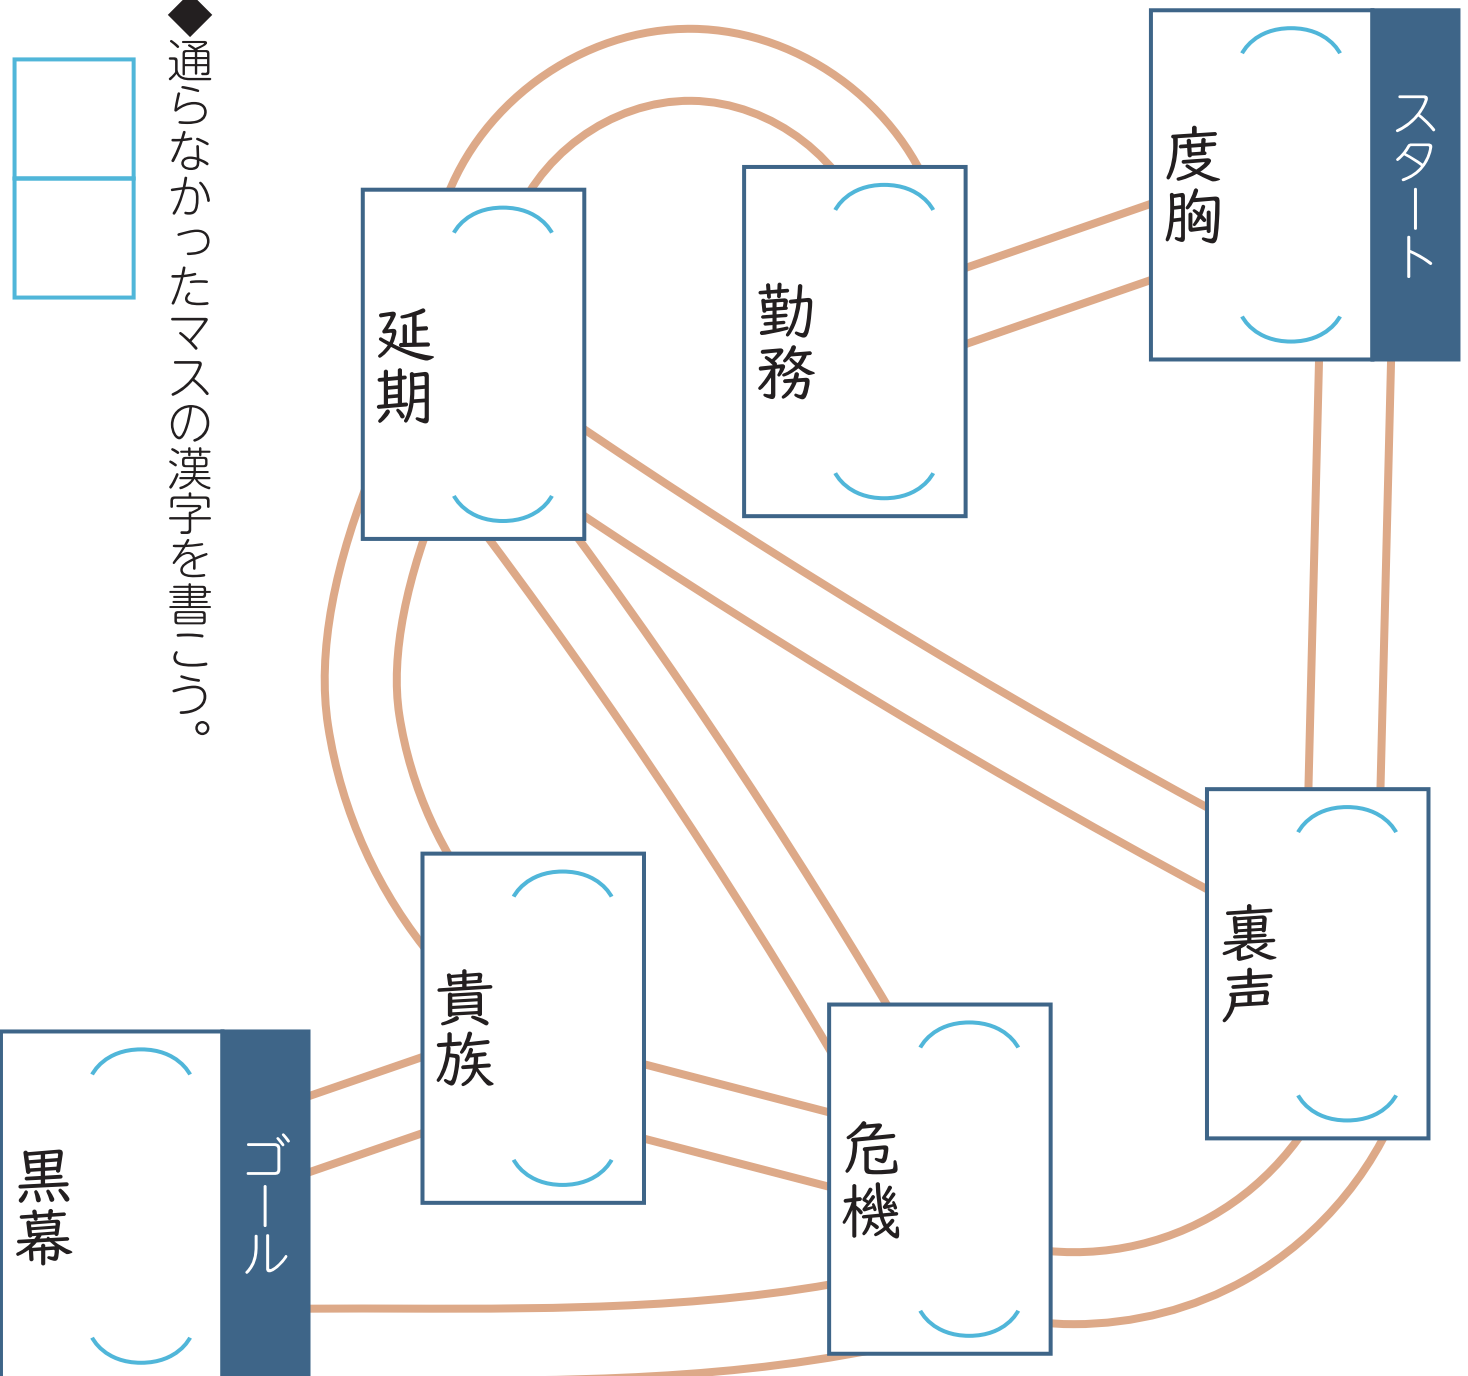 スタート
度胸
勤務
延期
裏声
危機
貴族
ゴール
黒幕
◆通らなかったマスの漢字を書こう。